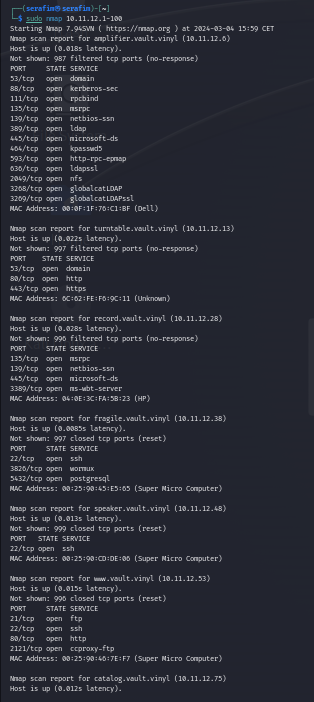 ┌──(serafin㉿serafin)-[~]
└─$ sudo nmap 10.11.12.1-100
Starting Nmap 7.94SVN ( https://nmap.org ) at 2024-03-04 15:59 CET
Nmap scan report for amplifier.vault.vinyl (10.11.12.6)
Host is up (0.018s latency).
Not shown: 987 filtered tcp ports (no-response)
PORT     STATE SERVICE
53/tcp   open  domain
88/tcp   open  kerberos-sec
111/tcp  open  rpcbind
135/tcp  open  msrpc
139/tcp  open  netbios-ssn
389/tcp  open  ldap
445/tcp  open  microsoft-ds
464/tcp  open  kpasswd5
593/tcp  open  http-rpc-epmap
636/tcp  open  ldapssl
2049/tcp open  nfs
3268/tcp open  globalcatLDAP
3269/tcp open  globalcatLDAPssl
MAC Address: 00:0F:1F:76:C1:BF (Dell)

Nmap scan report for turntable.vault.vinyl (10.11.12.13)
Host is up (0.022s latency).
Not shown: 997 filtered tcp ports (no-response)
PORT    STATE SERVICE
53/tcp  open  domain
80/tcp  open  http
443/tcp open  https
MAC Address: 6C:62:FE:F6:9C:11 (Unknown)

Nmap scan report for record.vault.vinyl (10.11.12.28)
Host is up (0.028s latency).
Not shown: 996 filtered tcp ports (no-response)
PORT     STATE SERVICE
135/tcp  open  msrpc
139/tcp  open  netbios-ssn
445/tcp  open  microsoft-ds
3389/tcp open  ms-wbt-server
MAC Address: 04:0E:3C:FA:5B:23 (HP)

Nmap scan report for fragile.vault.vinyl (10.11.12.38)
Host is up (0.0085s latency).
Not shown: 997 closed tcp ports (reset)
PORT     STATE SERVICE
22/tcp   open  ssh
3826/tcp open  wormux
5432/tcp open  postgresql
MAC Address: 00:25:90:45:E5:65 (Super Micro Computer)

Nmap scan report for speaker.vault.vinyl (10.11.12.48)
Host is up (0.013s latency).
Not shown: 999 closed tcp ports (reset)
PORT   STATE SERVICE
22/tcp open  ssh
MAC Address: 00:25:90:CD:DE:06 (Super Micro Computer)

Nmap scan report for www.vault.vinyl (10.11.12.53)
Host is up (0.015s latency).
Not shown: 996 closed tcp ports (reset)
PORT     STATE SERVICE
21/tcp   open  ftp
22/tcp   open  ssh
80/tcp   open  http
2121/tcp open  ccproxy-ftp
MAC Address: 00:25:90:46:7E:F7 (Super Micro Computer)

Nmap scan report for catalog.vault.vinyl (10.11.12.75)
Host is up (0.012s latency).